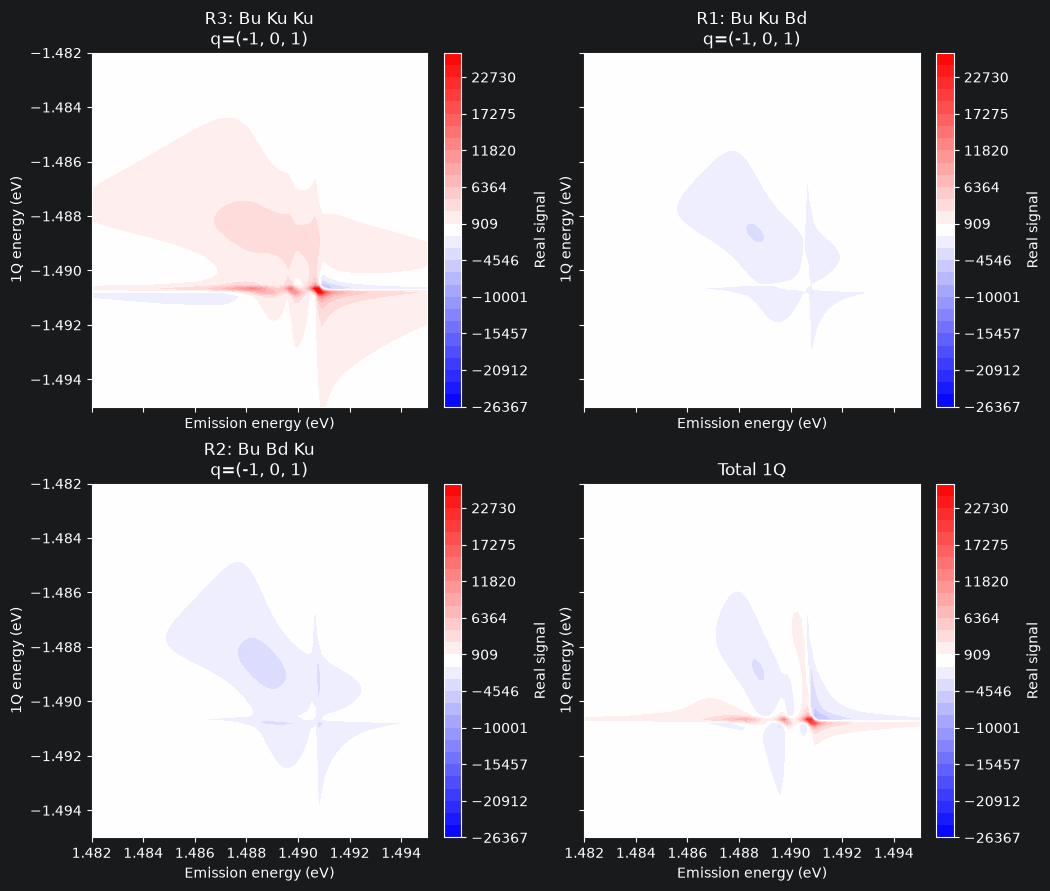 R3: Bu Ku Ku
q=(-1, 0, 1)
−1.482
−1.484
−1.486
−1.488
−1.490
−1.492
−1.494
1Q energy (eV)
Emission energy (eV)
22730
17275
11820
6364
909
−4546
−10001
−15457
−20912
−26367
Real signal
R1: Bu Ku Bd
q=(-1, 0, 1)
1Q energy (eV)
Emission energy (eV)
22730
17275
11820
6364
909
−4546
−10001
−15457
−20912
−26367
Real signal
R2: Bu Bd Ku
q=(-1, 0, 1)
−1.482
−1.484
−1.486
−1.488
−1.490
−1.492
−1.494
1Q energy (eV)
1.482 1.484 1.486 1.488 1.490 1.492 1.494
Emission energy (eV)
22730
17275
11820
6364
909
−4546
−10001
−15457
−20912
−26367
Real signal
Total 1Q
1Q energy (eV)
1.482 1.484 1.486 1.488 1.490 1.492 1.494
Emission energy (eV)
22730
17275
11820
6364
909
−4546
−10001
−15457
−20912
−26367
Real signal